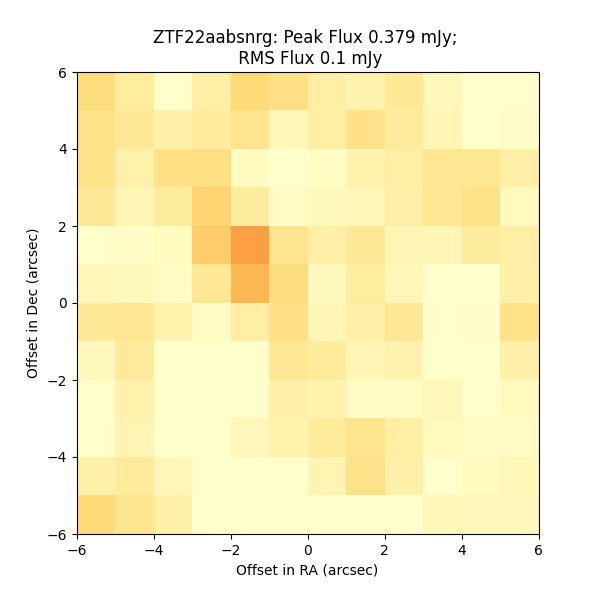 ZTF22aabsnrg: Peak Flux 0.379 mJy;
RMS Flux 0.1 mJy
6
4
2
0
−2
−4
−6
Offset in Dec (arcsec)
−6 −4 −2 0 2 4 6
Offset in RA (arcsec)